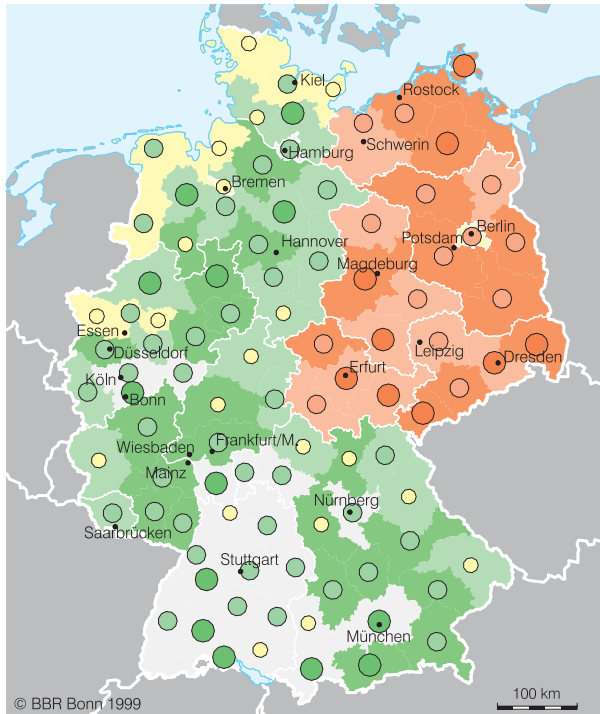 Kiel
Rostock
Schwerin
Hamburg
Bremen
Berlin
Potsdam
Hannover
Magdeburg
Essen
Düsseldorf
Leipzig
Dresden
Köln
Erfurt
Bonn
Wiesbaden
Frankfurt/M.
Mainz
Nürnberg
Saarbrücken
Stuttgart
München
© BBR Bonn 1999
100 km